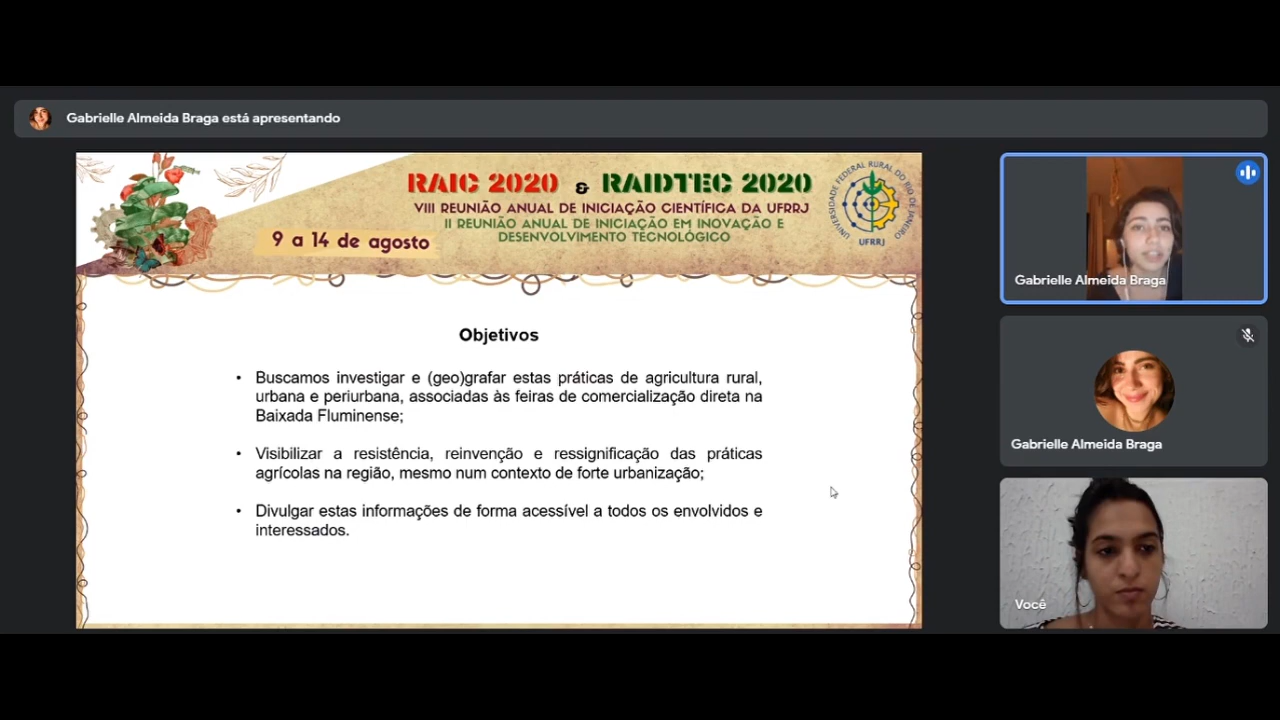 Gabrielle Almeida Braga está apresentando
RAIC 2020 & RAIDTEC 2020
VIII REUNIÃO ANUAL DE INICIAÇÃO CIENTÍFICA DA UFRRJ
II REUNIÃO ANUAL DE INICIAÇÃO EM INOVAÇÃO E
DESENVOLVIMENTO TECNOLÓGICO
9 a 14 de agosto
UNIVERSIDADE FEDERAL RURAL DO RIO DE JANEIRO
UFRRJ
Objetivos
• Buscamos investigar e (geo)grafar estas práticas de agricultura rural,
urbana e periurbana, associadas às feiras de comercialização direta na
Baixada Fluminense;
• Visibilizar a resistência, reinvenção e ressignificação das práticas
agrícolas na região, mesmo num contexto de forte urbanização;
• Divulgar estas informações de forma acessível a todos os envolvidos e
interessados.
Gabrielle Almeida Braga
Gabrielle Almeida Braga
Você